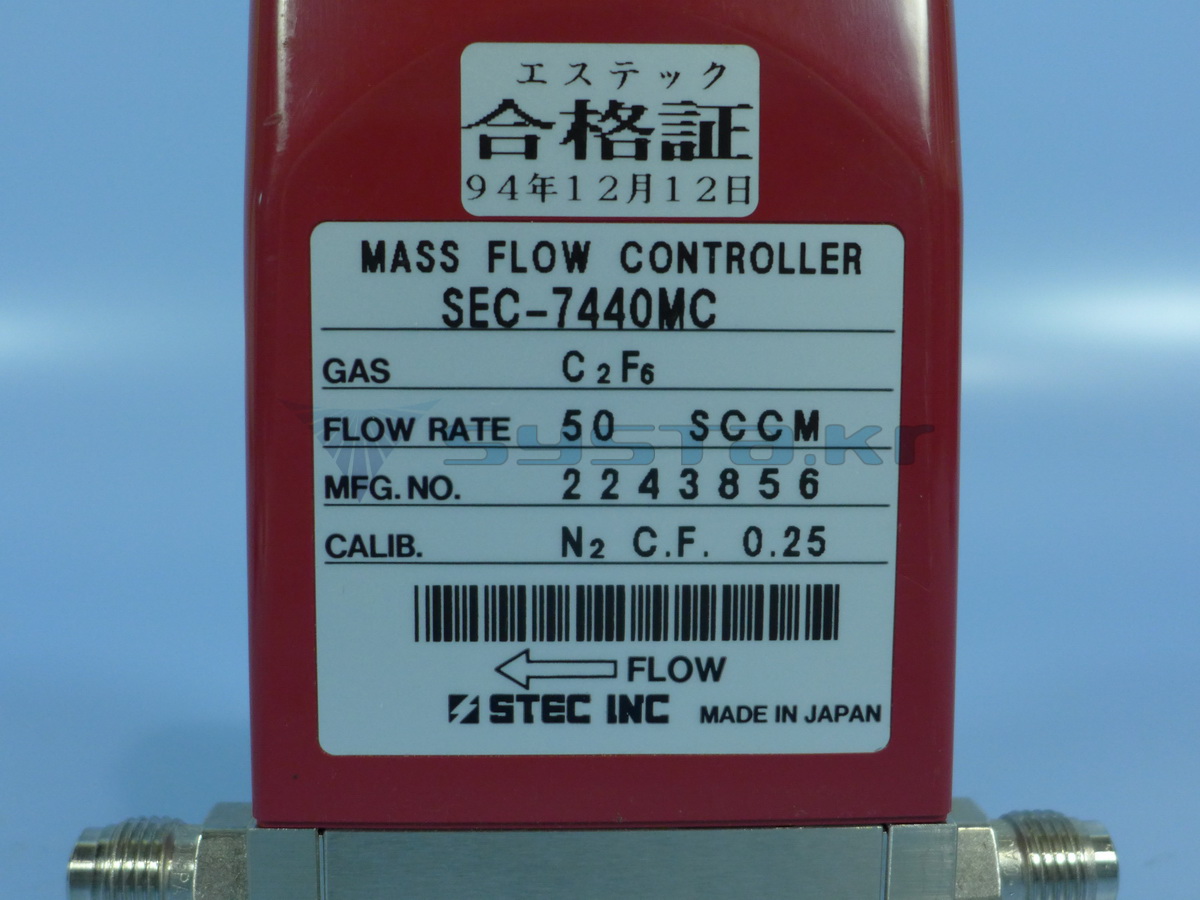 エステック
合格証
94年12月12日
MASS FLOW CONTROLLER
SEC-7440MC
GAS C2F6
FLOW RATE 50 SCCM
systa.kr
MFG.NO. 2243856
CALIB. N2 C.F. 0.25
FLOW
STEC INC MADE IN JAPAN